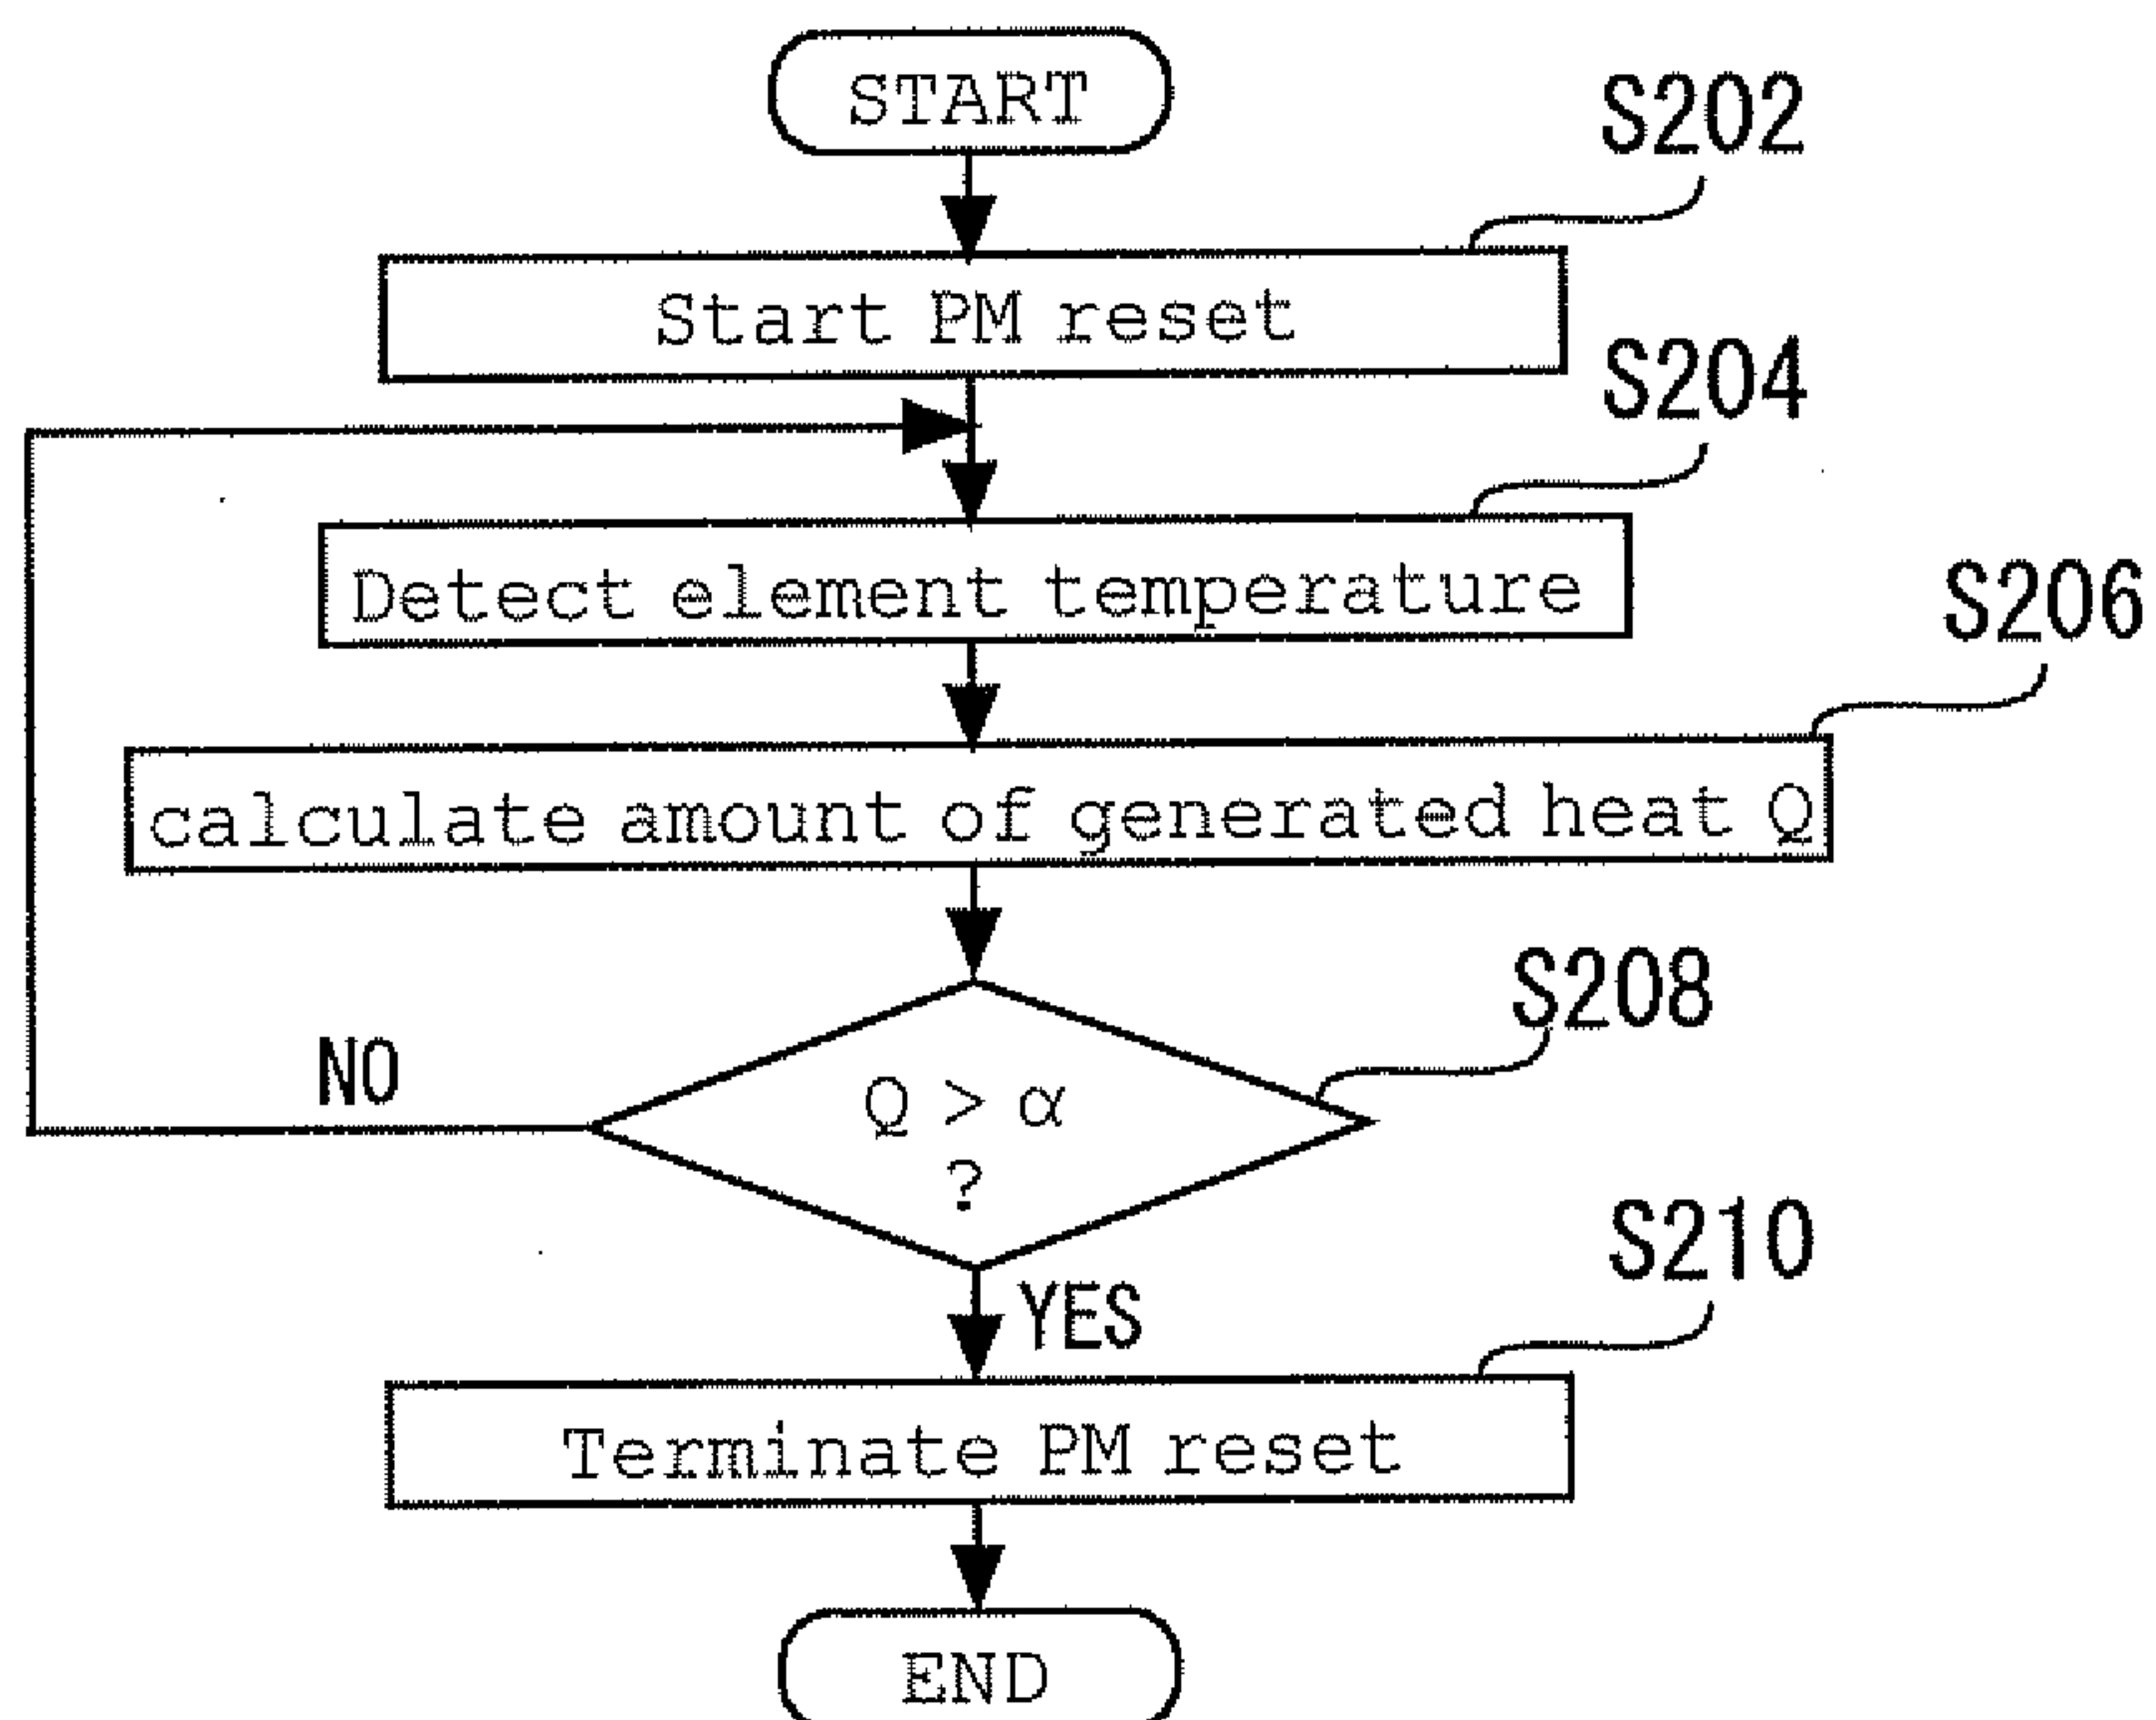 START
S202
Start PM reset
S204
Detect element temperature
S206
calculate amount of generated heat Q
S208
NO
Q > α
?
YES
S210
Terminate PM reset
END